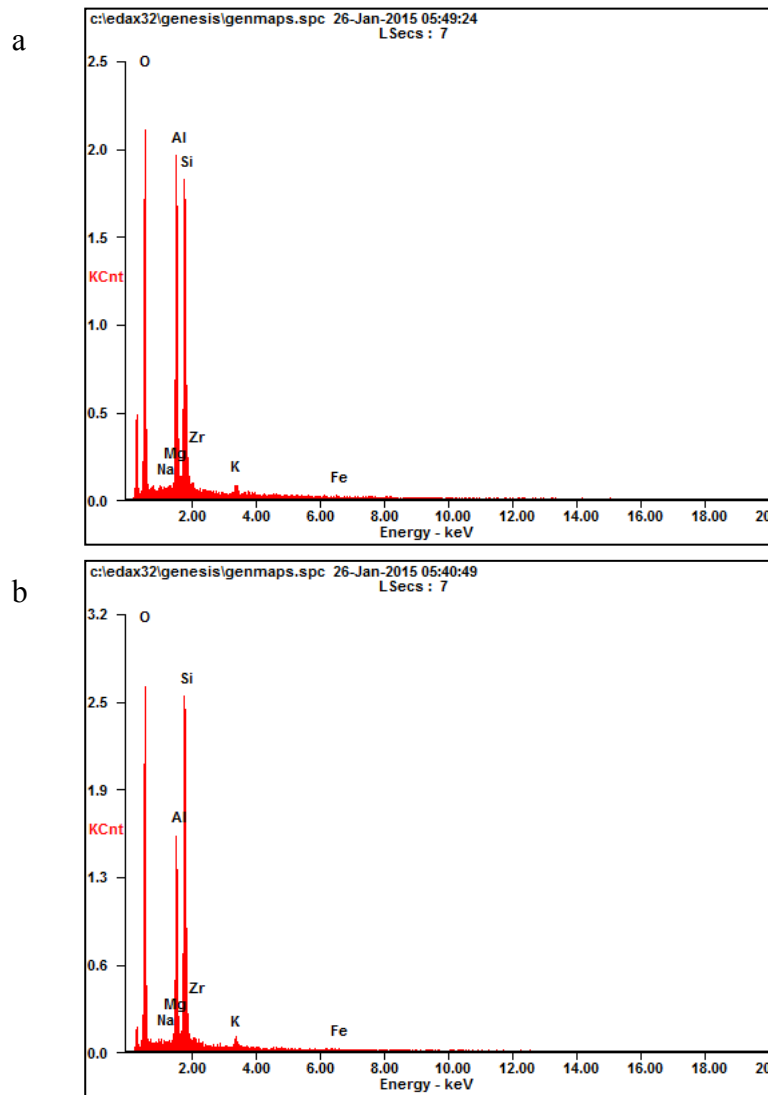 a
c:\edax32\genesis\genmaps.spc 26-Jan-2015 05:49:24
LSecs : 7
2.5
O
2.0
Al
Si
1.5
KCnt
1.0
0.5
Zr
Mg
Na
K
Fe
0.0
2.00 4.00 6.00 8.00 10.00 12.00 14.00 16.00 18.00 20
Energy - keV
b
c:\edax32\genesis\genmaps.spc 26-Jan-2015 05:40:49
LSecs : 7
3.2
O
Si
2.5
1.9
Al
KCnt
1.3
0.6
Zr
Mg
Na
K
Fe
0.0
2.00 4.00 6.00 8.00 10.00 12.00 14.00 16.00 18.00 20
Energy - keV